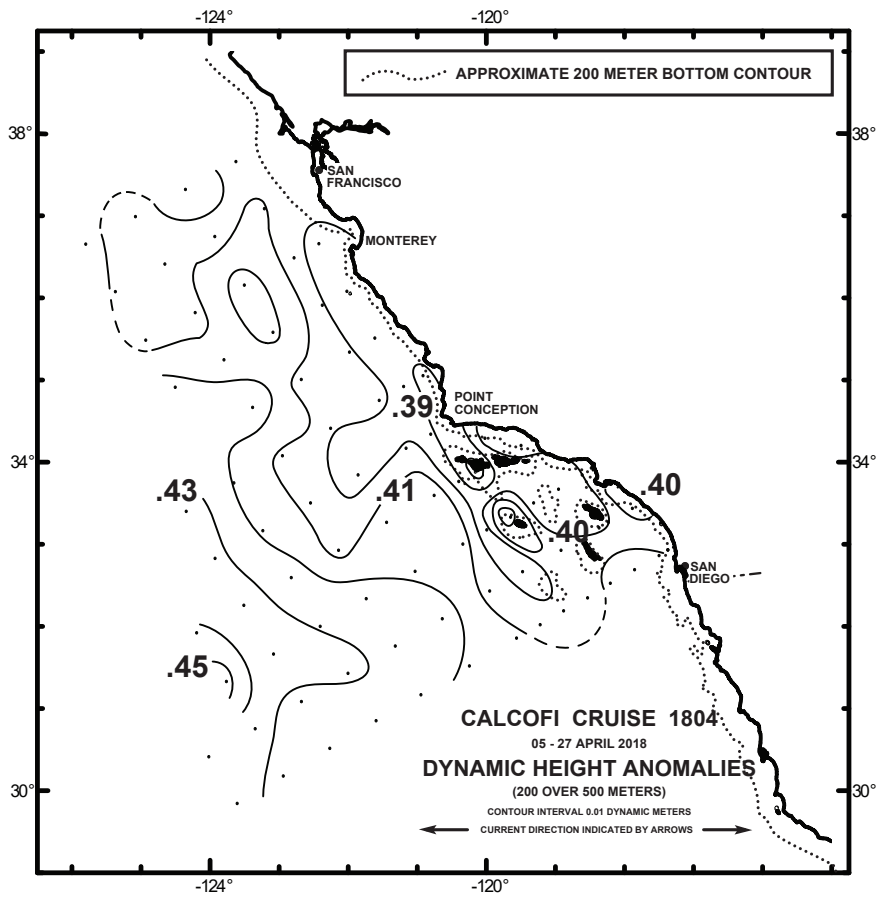 -124° -120°
APPROXIMATE 200 METER BOTTOM CONTOUR
38° 38°
SAN
FRANCISCO
MONTEREY
POINT
CONCEPTION
.39
34° 34°
.43 .41 .40
.40
SAN
DIEGO
.45
CALCOFI CRUISE 1804
05 - 27 APRIL 2018
DYNAMIC HEIGHT ANOMALIES
(200 OVER 500 METERS)
30° 30°
CONTOUR INTERVAL 0.01 DYNAMIC METERS
CURRENT DIRECTION INDICATED BY ARROWS
-124° -120°